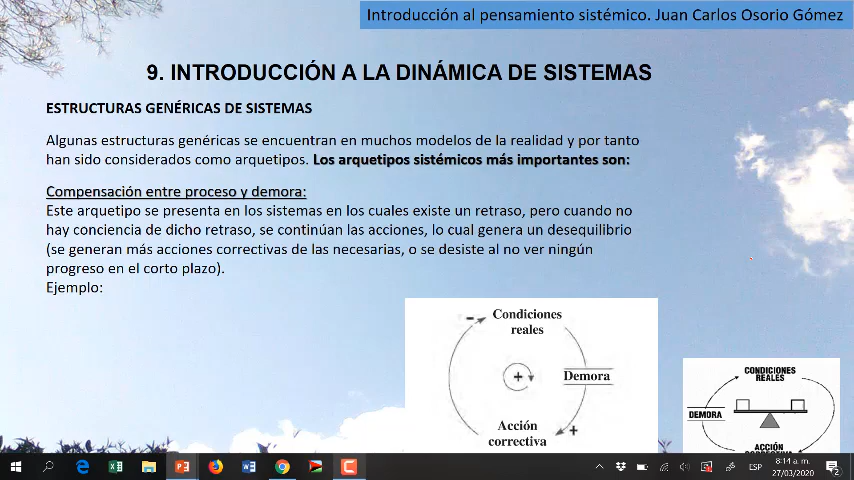 Introducción al pensamiento sistémico. Juan Carlos Osorio Gómez
9. INTRODUCCIÓN A LA DINÁMICA DE SISTEMAS
ESTRUCTURAS GENÉRICAS DE SISTEMAS
Algunas estructuras genéricas se encuentran en muchos modelos de la realidad y por tanto
han sido considerados como arquetipos. Los arquetipos sistémicos más importantes son:
Compensación entre proceso y demora:
Este arquetipo se presenta en los sistemas en los cuales existe un retraso, pero cuando no
hay conciencia de dicho retraso, se continúan las acciones, lo cual genera un desequilibrio
(se generan más acciones correctivas de las necesarias, o se desiste al no ver ningún
progreso en el corto plazo).
Ejemplo:
– Condiciones
reales
+
Demora
Acción
correctiva
+
CONDICIONES
REALES
DEMORA
ACCIÓN
CORRECTIVA
ESP
8:14 a. m.
27/03/2020
2